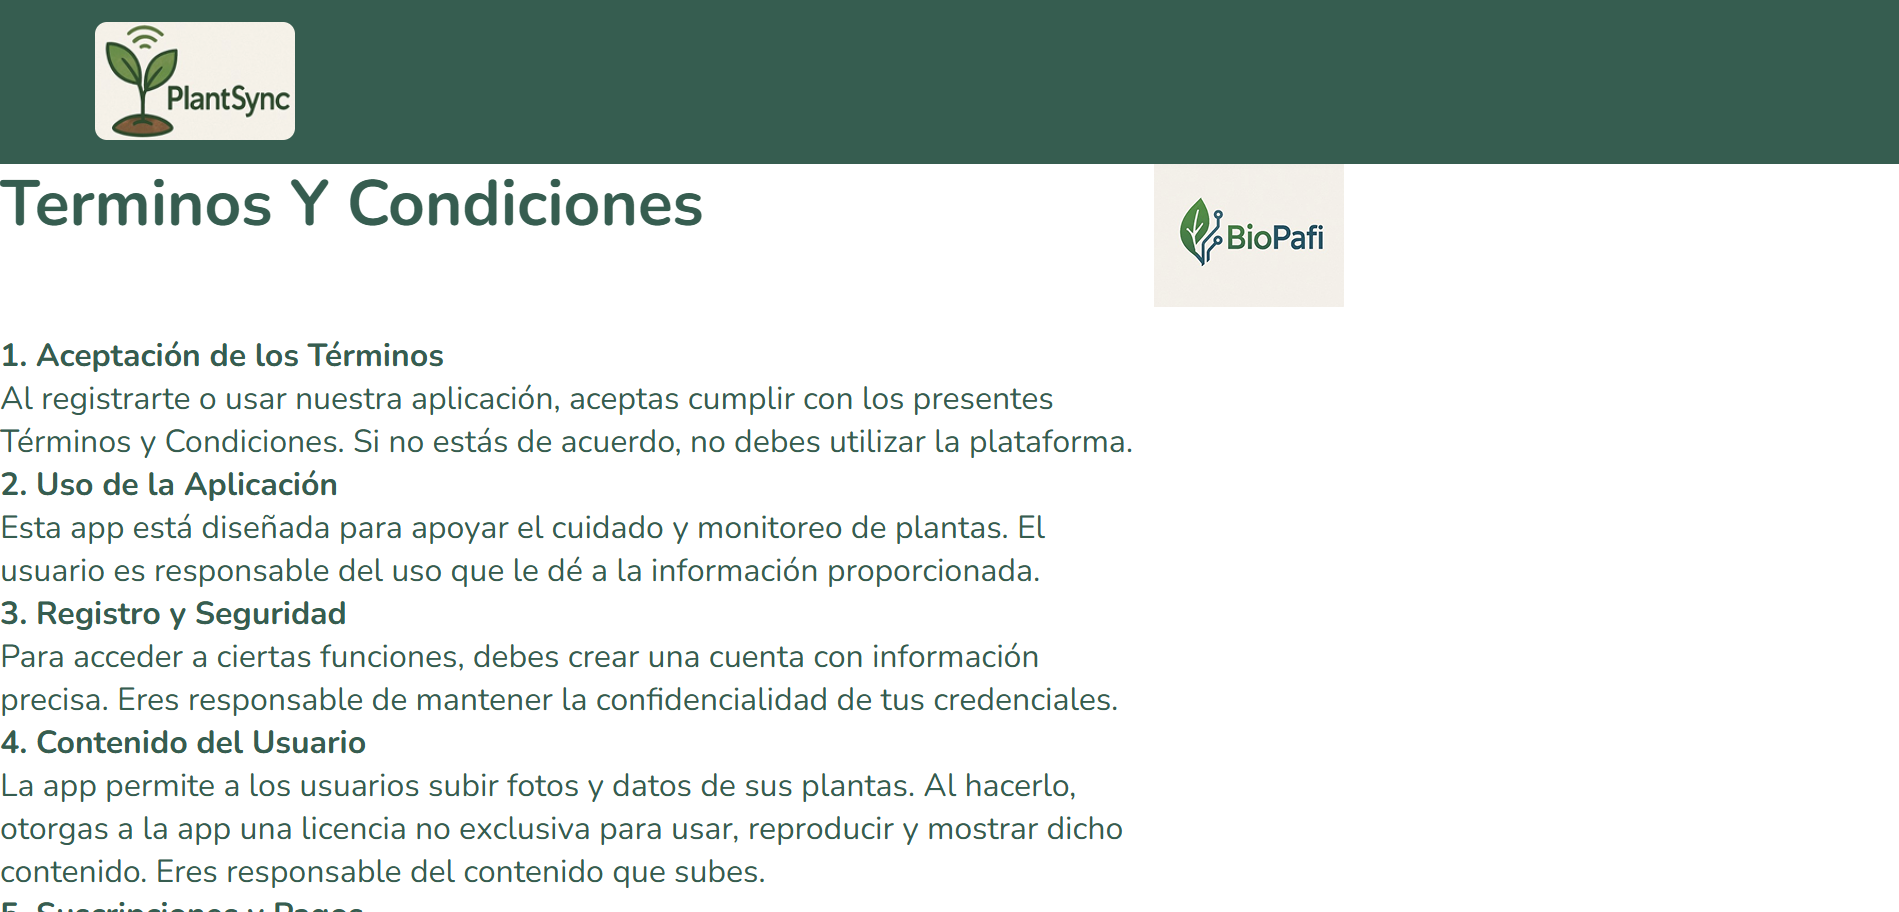 PlantSync
Terminos Y Condiciones
BioPafi
1. Aceptación de los Términos
Al registrarte o usar nuestra aplicación, aceptas cumplir con los presentes
Términos y Condiciones. Si no estás de acuerdo, no debes utilizar la plataforma.
2. Uso de la Aplicación
Esta app está diseñada para apoyar el cuidado y monitoreo de plantas. El
usuario es responsable del uso que le dé a la información proporcionada.
3. Registro y Seguridad
Para acceder a ciertas funciones, debes crear una cuenta con información
precisa. Eres responsable de mantener la confidencialidad de tus credenciales.
4. Contenido del Usuario
La app permite a los usuarios subir fotos y datos de sus plantas. Al hacerlo,
otorgas a la app una licencia no exclusiva para usar, reproducir y mostrar dicho
contenido. Eres responsable del contenido que subes.
5. Suscripciones y Pagos